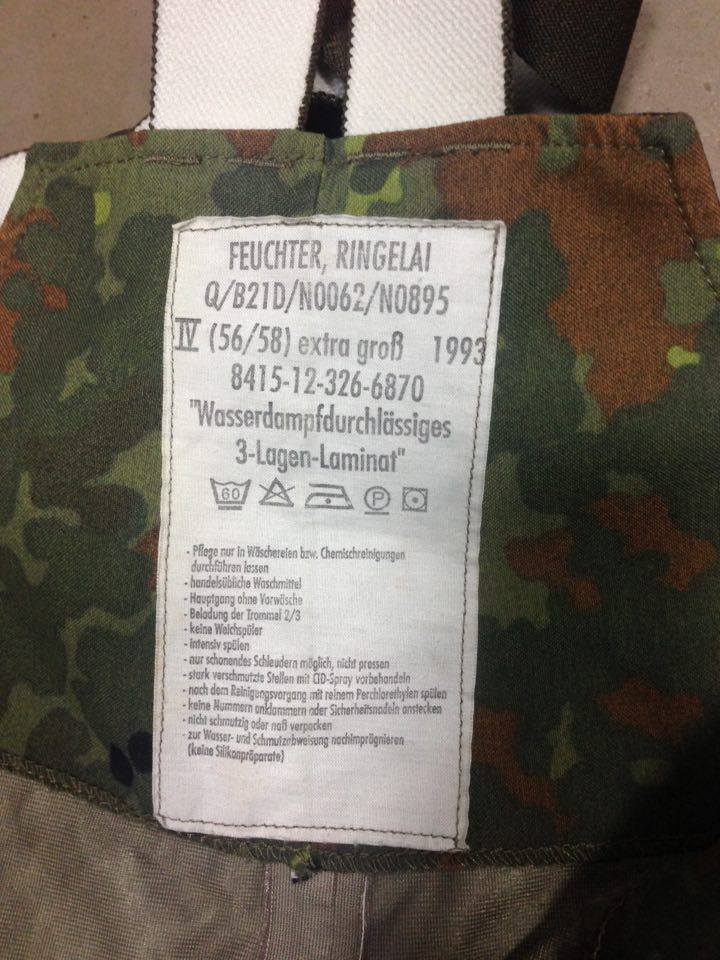 FEUCHTER, RINGELAI
Q/B21D/N0062/N0895
IV (56/58) extra groß 1993
8415-12-326-6870
"Wasserdampfdurchlässiges
3-Lagen-Laminat"
60 P
- Pflege nur in Wäschereien bzw. Chemischreinigungen
durchführen lassen
- handelsübliche Waschmittel
- Hauptgang ohne Vorwäsche
- Beladung der Trommel 2/3
- keine Weichspüler
- intensiv spülen
- nur schonendes Schleudern möglich, nicht pressen
- stark verschmutzte Stellen mit CID-Spray vorbehandeln
- nach dem Reinigungsvorgang mit reinem Perchlorethylen spülen
- keine Nummern anklammern oder Sicherheitsnadeln anstecken
- nicht schmutzig oder naß verpacken
- zur Wasser- und Schmutzabweisung nachimprägnieren
(keine Silikonpräparate)